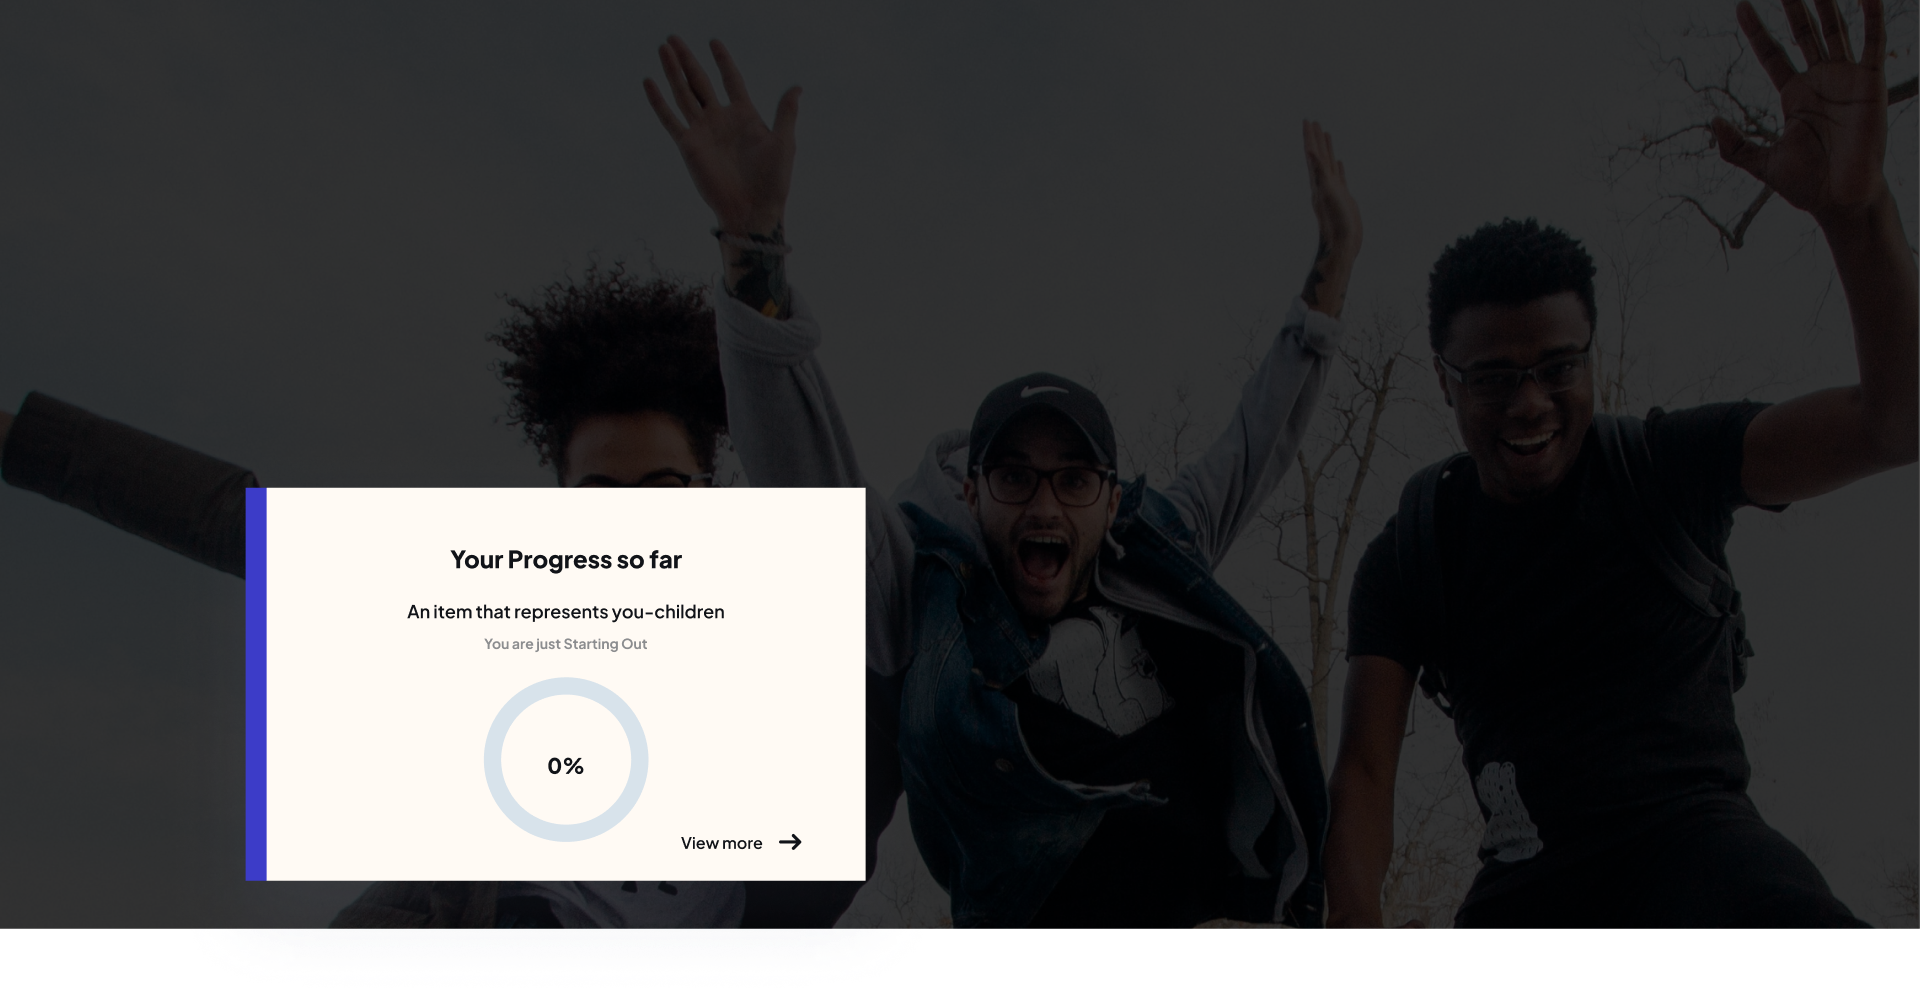 Your Progress so far
An item that represents you-children
You are just Starting Out
0%
View more